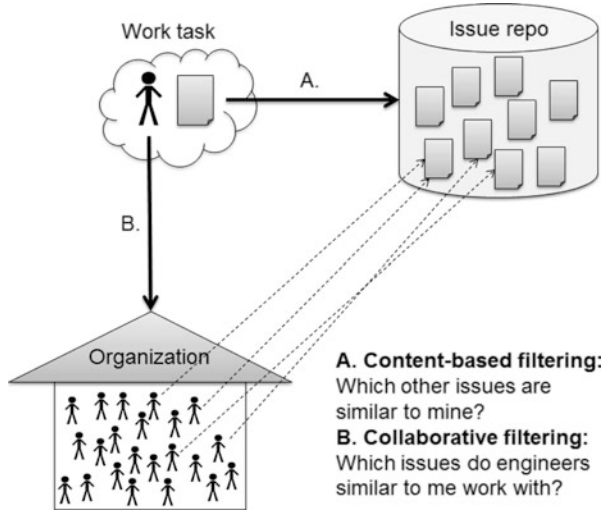 Work task
Issue repo
A.
B.
Organization
A. Content-based filtering:
Which other issues are
similar to mine?
B. Collaborative filtering:
Which issues do engineers
similar to me work with?